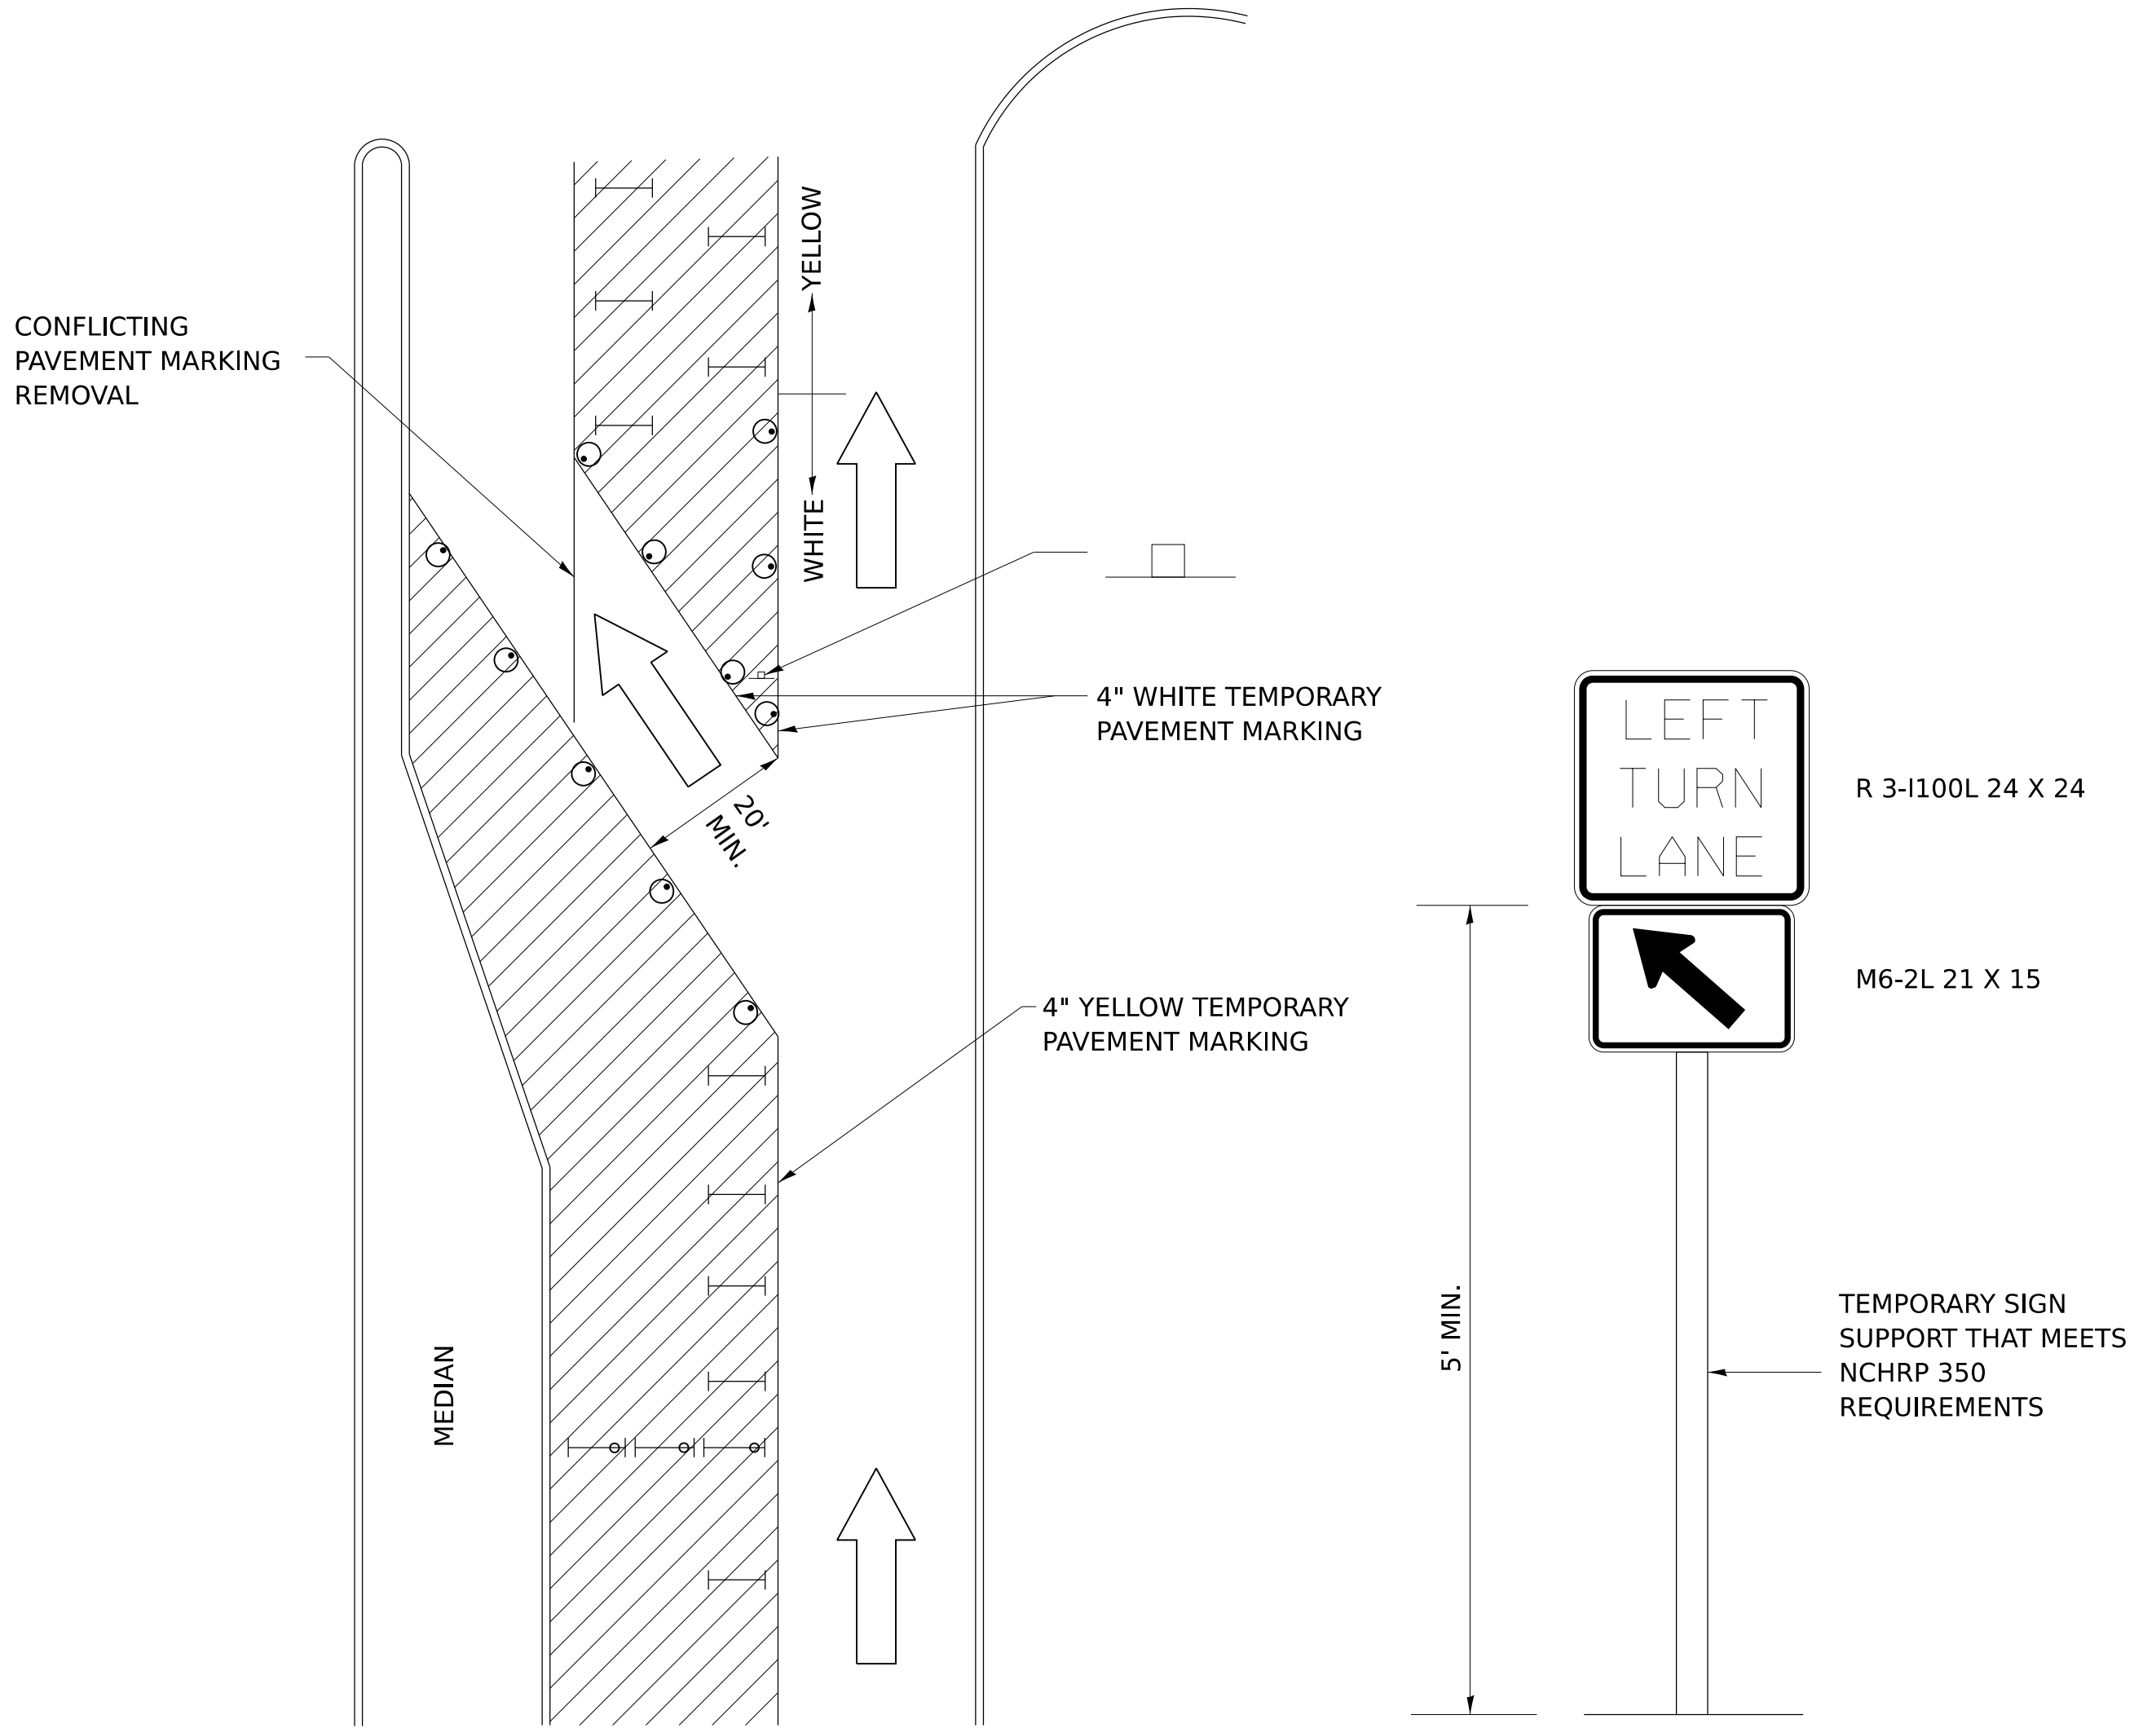 YELLOW
CONFLICTING
PAVEMENT MARKING
REMOVAL
WHITE
4" WHITE TEMPORARY
PAVEMENT MARKING
20'
MIN.
LEFT
TURN
LANE
R 3-I100L 24 X 24
M6-2L 21 X 15
4" YELLOW TEMPORARY
PAVEMENT MARKING
5' MIN.
TEMPORARY SIGN
SUPPORT THAT MEETS
NCHRP 350
REQUIREMENTS
MEDIAN